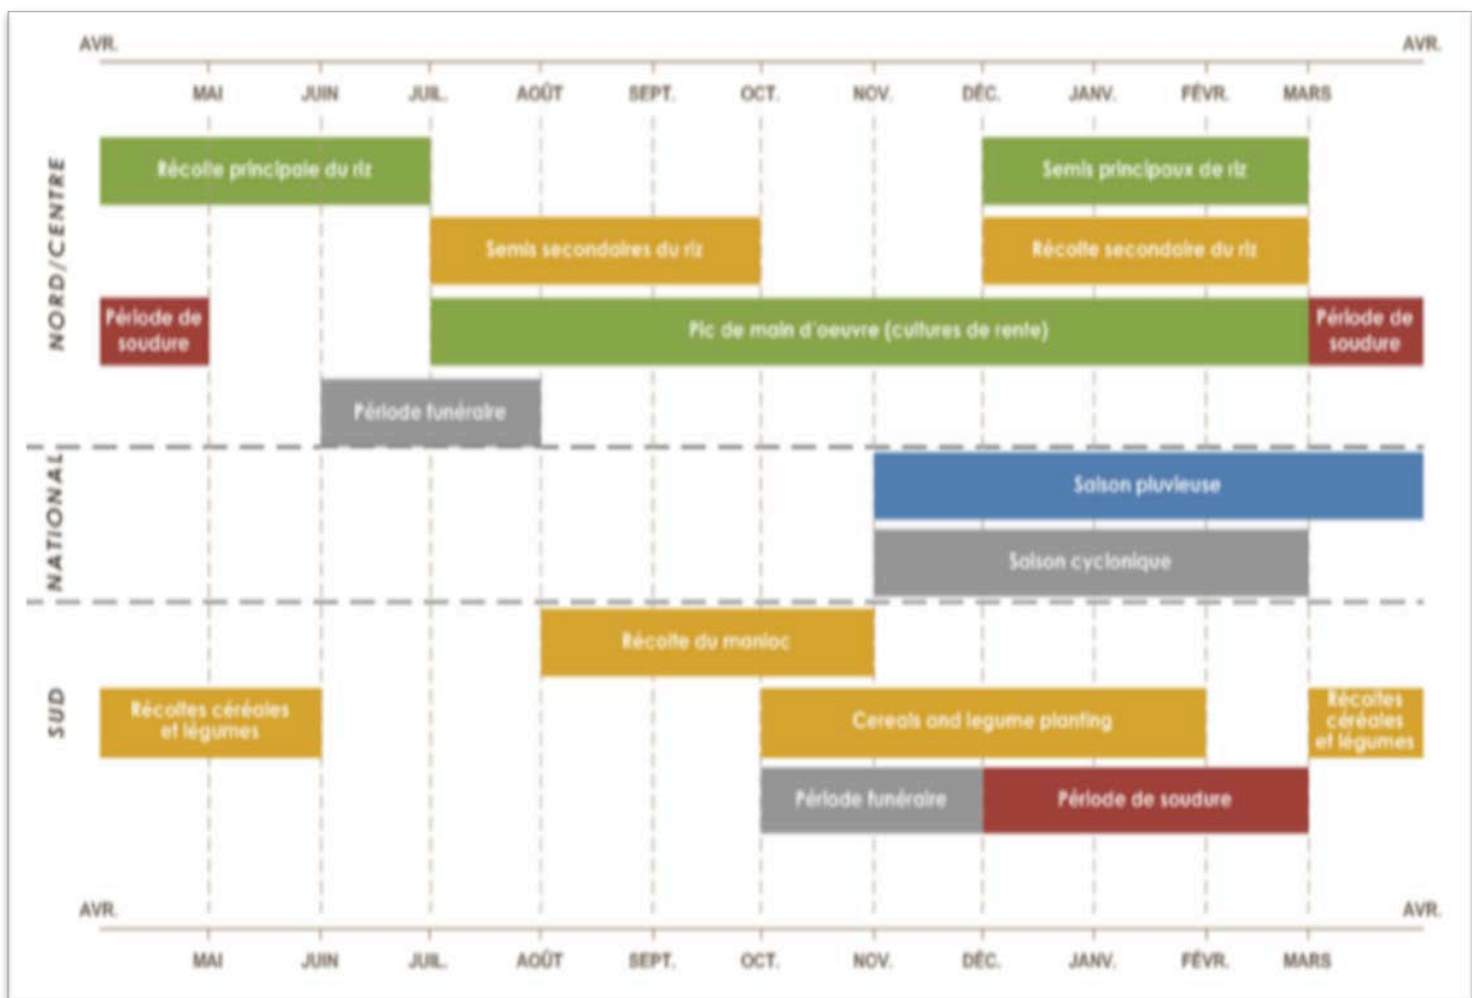 AVR.
AVR.
MAI
JUIN
JUIL.
AOÛT
SEPT.
OCT.
NOV.
DÉC.
JANV.
FÉVR.
MARS
NORD/CENTRE
Récolte principale du riz
Semis principaux de riz
Semis secondaires du riz
Récolte secondaire du riz
Période de
soudure
Pic de main d'oeuvre (cultures de rente)
Période de
soudure
Période funéraire
NATIONAL
Saison pluvieuse
Saison cyclonique
SUD
Récolte du manioc
Récoltes céréales
et légumes
Cereals and legume planting
Récoltes
céréales
et légumes
Période funéraire
Période de soudure
AVR.
AVR.
MAI
JUIN
JUIL.
AOÛT
SEPT.
OCT.
NOV.
DÉC.
JANV.
FÉVR.
MARS